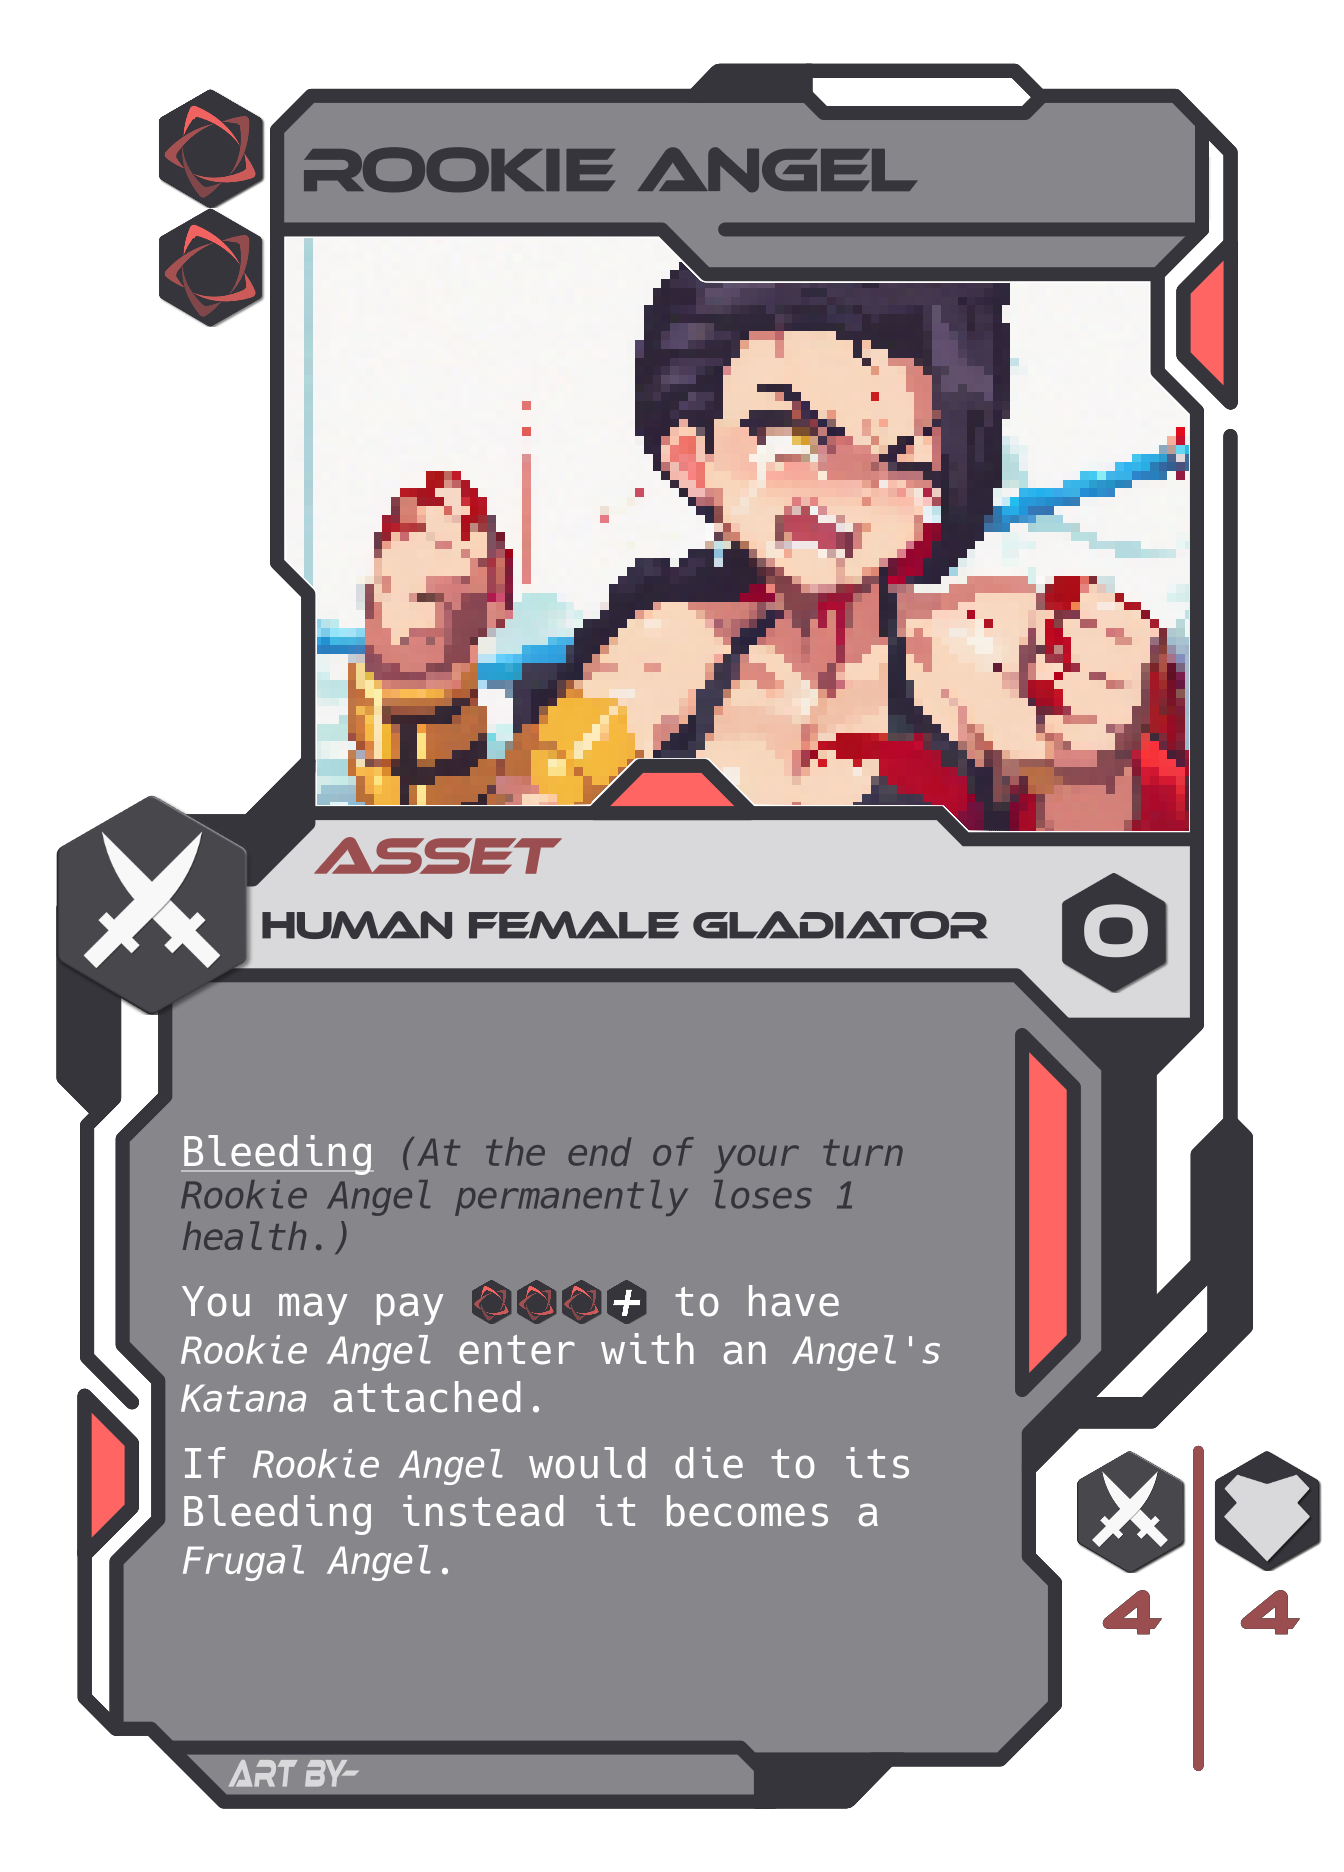 ROOKIE ANGEL
ASSET
HUMAN FEMALE GLADIATOR
0
Bleeding (At the end of your turn
Rookie Angel permanently loses 1
health.)
You may pay + to have
Rookie Angel enter with an Angel's
Katana attached.
If Rookie Angel would die to its
Bleeding instead it becomes a
Frugal Angel.
4 4
ART BY-